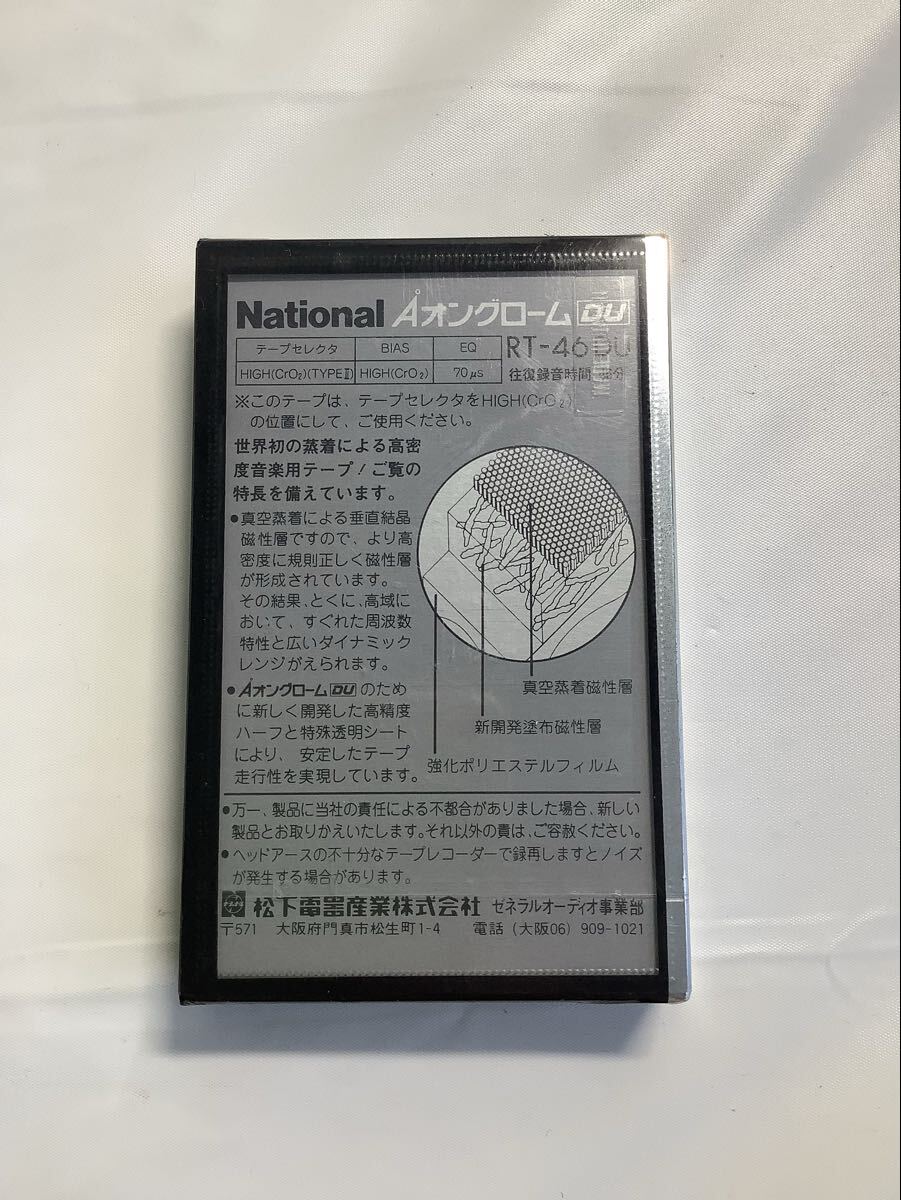 National Åオングローム DU
テープセレクタ BIAS EQ RT-46DU
HIGH(CrO₂)(TYPEⅡ) HIGH(CrO₂) 70μs 往復録音時間 分
※このテープは、テープセレクタをHIGH(CrO₂)
の位置にして、ご使用ください。
世界初の蒸着による高密
度音楽用テープ!ご覧の
特長を備えています。
●真空蒸着による垂直結晶
磁性層ですので、より高
密度に規則正しく磁性層
が形成されています。
その結果、とくに、高域に
おいて、すぐれた周波数
特性と広いダイナミック
レンジがえられます。
●Åオングローム DU のため
に新しく開発した高精度
ハーフと特殊透明シート
により、安定したテープ
走行性を実現しています。
真空蒸着磁性層
新開発塗布磁性層
強化ポリエステルフィルム
●万一、製品に当社の責任による不都合がありました場合、新しい
製品とお取りかえいたします。それ以外の責は、ご容赦ください。
●ヘッドアースの不十分なテープレコーダーで録再しますとノイズ
が発生する場合があります。
松下電器産業株式会社 ゼネラルオーディオ事業部
〒571 大阪府門真市松生町1-4 電話(大阪06)909-1021